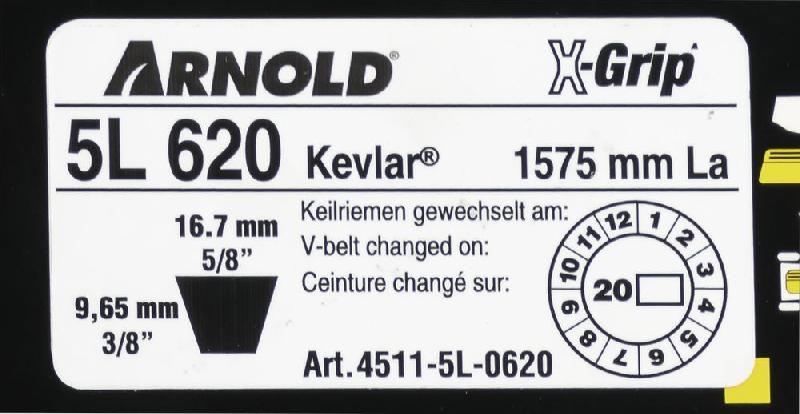 ARNOLD®
X-Grip
5L 620 Kevlar® 1575 mm La
16.7 mm
5/8”
9,65 mm
3/8”
Keilriemen gewechselt am:
V-belt changed on:
Ceinture changé sur:
12 1 2 3 4 5 6 7 8 9 10 11
20
Art.4511-5L-0620